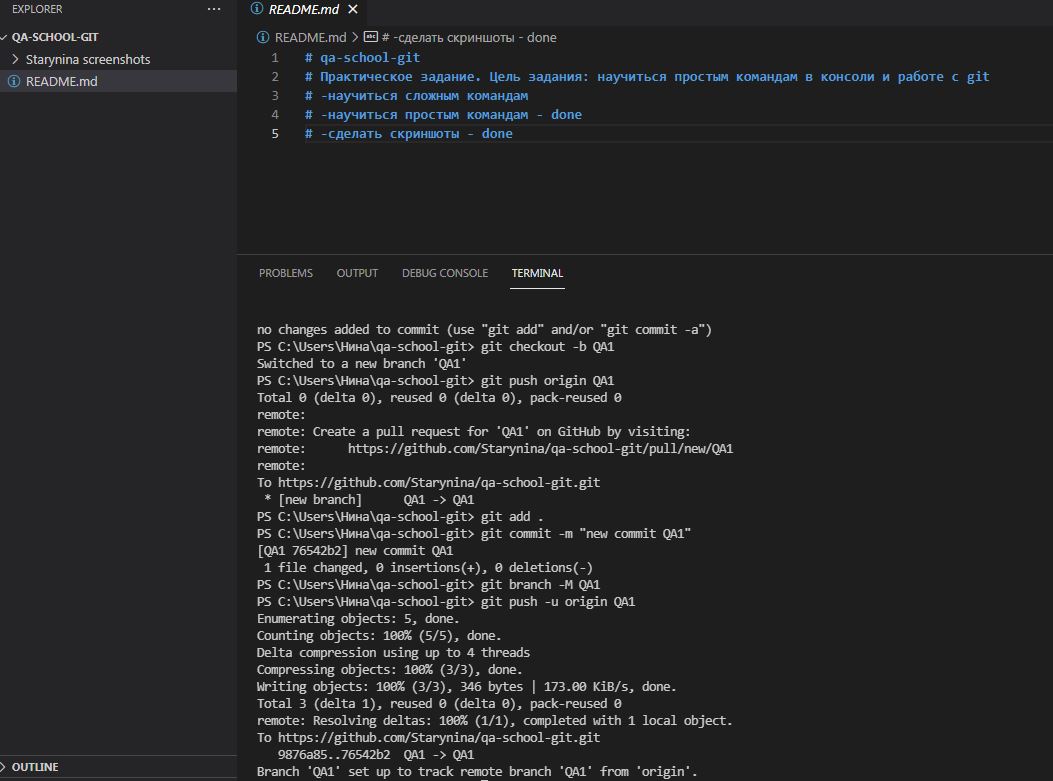 EXPLORER
...
QA-SCHOOL-GIT
Starynina screenshots
README.md
README.md
README.md > # -сделать скриншоты - done
1 # qa-school-git
2 # Практическое задание. Цель задания: научиться простым командам в консоли и работе с git
3 # -научиться сложным командам
4 # -научиться простым командам - done
5 # -сделать скриншоты - done
PROBLEMS OUTPUT DEBUG CONSOLE TERMINAL
no changes added to commit (use "git add" and/or "git commit -a")
PS C:\Users\Нина\qa-school-git> git checkout -b QA1
Switched to a new branch 'QA1'
PS C:\Users\Нина\qa-school-git> git push origin QA1
Total 0 (delta 0), reused 0 (delta 0), pack-reused 0
remote:
remote: Create a pull request for 'QA1' on GitHub by visiting:
remote:      https://github.com/Starynina/qa-school-git/pull/new/QA1
remote:
To https://github.com/Starynina/qa-school-git.git
 * [new branch]      QA1 -> QA1
PS C:\Users\Нина\qa-school-git> git add .
PS C:\Users\Нина\qa-school-git> git commit -m "new commit QA1"
[QA1 76542b2] new commit QA1
 1 file changed, 0 insertions(+), 0 deletions(-)
PS C:\Users\Нина\qa-school-git> git branch -M QA1
PS C:\Users\Нина\qa-school-git> git push -u origin QA1
Enumerating objects: 5, done.
Counting objects: 100% (5/5), done.
Delta compression using up to 4 threads
Compressing objects: 100% (3/3), done.
Writing objects: 100% (3/3), 346 bytes | 173.00 KiB/s, done.
Total 3 (delta 1), reused 0 (delta 0), pack-reused 0
remote: Resolving deltas: 100% (1/1), completed with 1 local object.
To https://github.com/Starynina/qa-school-git.git
   9876a85..76542b2  QA1 -> QA1
Branch 'QA1' set up to track remote branch 'QA1' from 'origin'.
OUTLINE